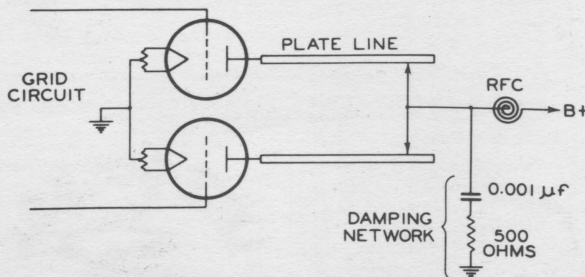 PLATE LINE
GRID
CIRCUIT
RFC
B+
0.001 µf
DAMPING
NETWORK
500
OHMS